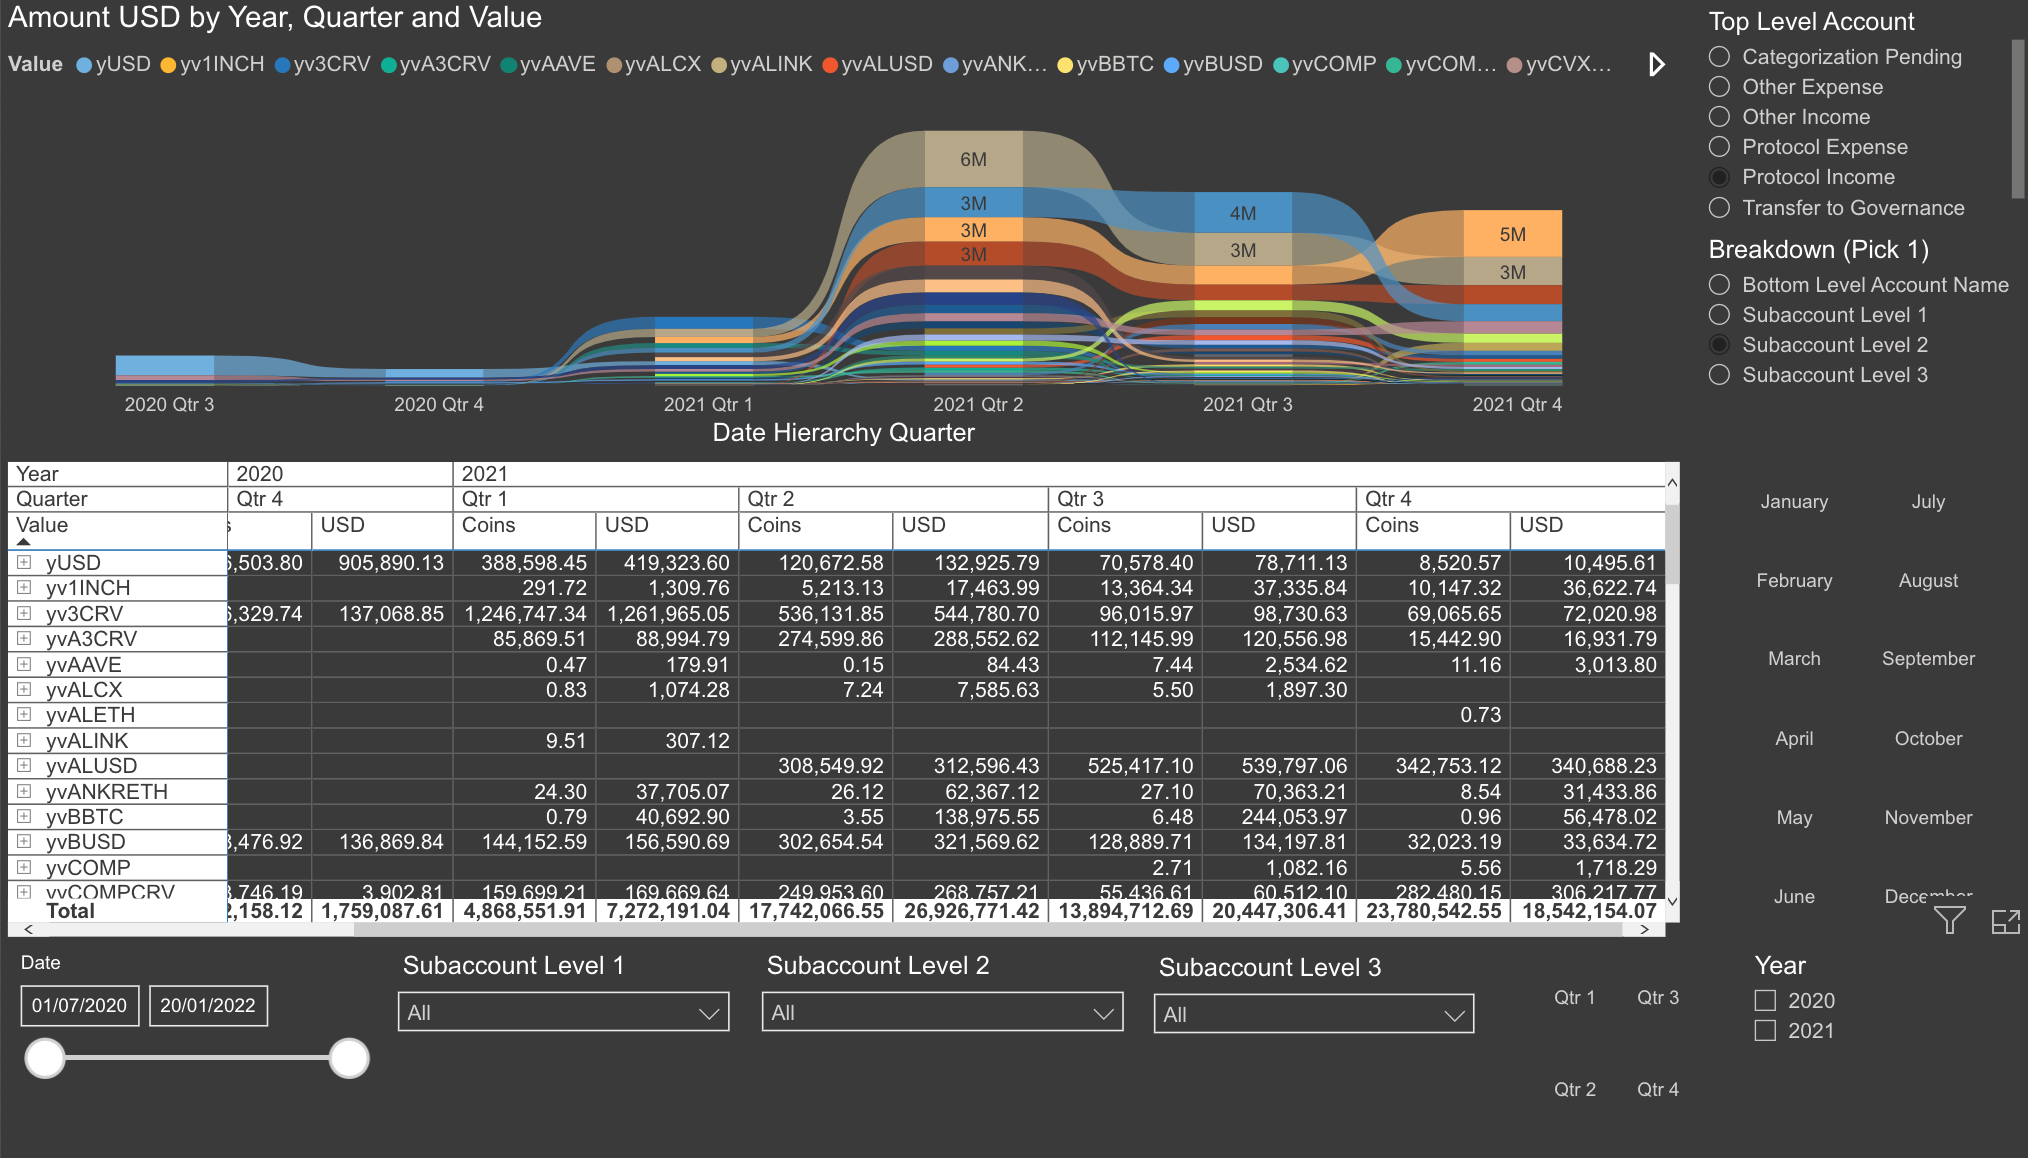 Amount USD by Year, Quarter and Value
Value yUSD yv1INCH yv3CRV yvA3CRV yvAAVE yvALCX yvALINK yvALUSD yvANK… yvBBTC yvBUSD yvCOMP yvCOM… yvCVX…
6M
3M
3M
3M
4M
3M
5M
3M
2020 Qtr 3 2020 Qtr 4 2021 Qtr 1 2021 Qtr 2 2021 Qtr 3 2021 Qtr 4
Date Hierarchy Quarter
Top Level Account
Categorization Pending
Other Expense
Other Income
Protocol Expense
Protocol Income
Transfer to Governance
Breakdown (Pick 1)
Bottom Level Account Name
Subaccount Level 1
Subaccount Level 2
Subaccount Level 3
Year 2020 2021
Quarter Qtr 4 Qtr 1 Qtr 2 Qtr 3 Qtr 4
Value USD Coins USD Coins USD Coins USD Coins USD
yUSD ,503.80 905,890.13 388,598.45 419,323.60 120,672.58 132,925.79 70,578.40 78,711.13 8,520.57 10,495.61
yv1INCH 291.72 1,309.76 5,213.13 17,463.99 13,364.34 37,335.84 10,147.32 36,622.74
yv3CRV ,329.74 137,068.85 1,246,747.34 1,261,965.05 536,131.85 544,780.70 96,015.97 98,730.63 69,065.65 72,020.98
yvA3CRV 85,869.51 88,994.79 274,599.86 288,552.62 112,145.99 120,556.98 15,442.90 16,931.79
yvAAVE 0.47 179.91 0.15 84.43 7.44 2,534.62 11.16 3,013.80
yvALCX 0.83 1,074.28 7.24 7,585.63 5.50 1,897.30
yvALETH 0.73
yvALINK 9.51 307.12
yvALUSD 308,549.92 312,596.43 525,417.10 539,797.06 342,753.12 340,688.23
yvANKRETH 24.30 37,705.07 26.12 62,367.12 27.10 70,363.21 8.54 31,433.86
yvBBTC 0.79 40,692.90 3.55 138,975.55 6.48 244,053.97 0.96 56,478.02
yvBUSD ,476.92 136,869.84 144,152.59 156,590.69 302,654.54 321,569.62 128,889.71 134,197.81 32,023.19 33,634.72
yvCOMP 2.71 1,082.16 5.56 1,718.29
yvCOMPCRV ,746.19 3,902.81 159,699.21 169,669.64 249,953.60 268,757.21 55,436.61 60,512.10 282,480.15 306,217.77
Total 2,158.12 1,759,087.61 4,868,551.91 7,272,191.04 17,742,066.55 26,926,771.42 13,894,712.69 20,447,306.41 23,780,542.55 18,542,154.07
January July
February August
March September
April October
May November
June December
Date
01/07/2020 20/01/2022
Subaccount Level 1
All
Subaccount Level 2
All
Subaccount Level 3
All
Qtr 1 Qtr 3
Qtr 2 Qtr 4
Year
2020
2021